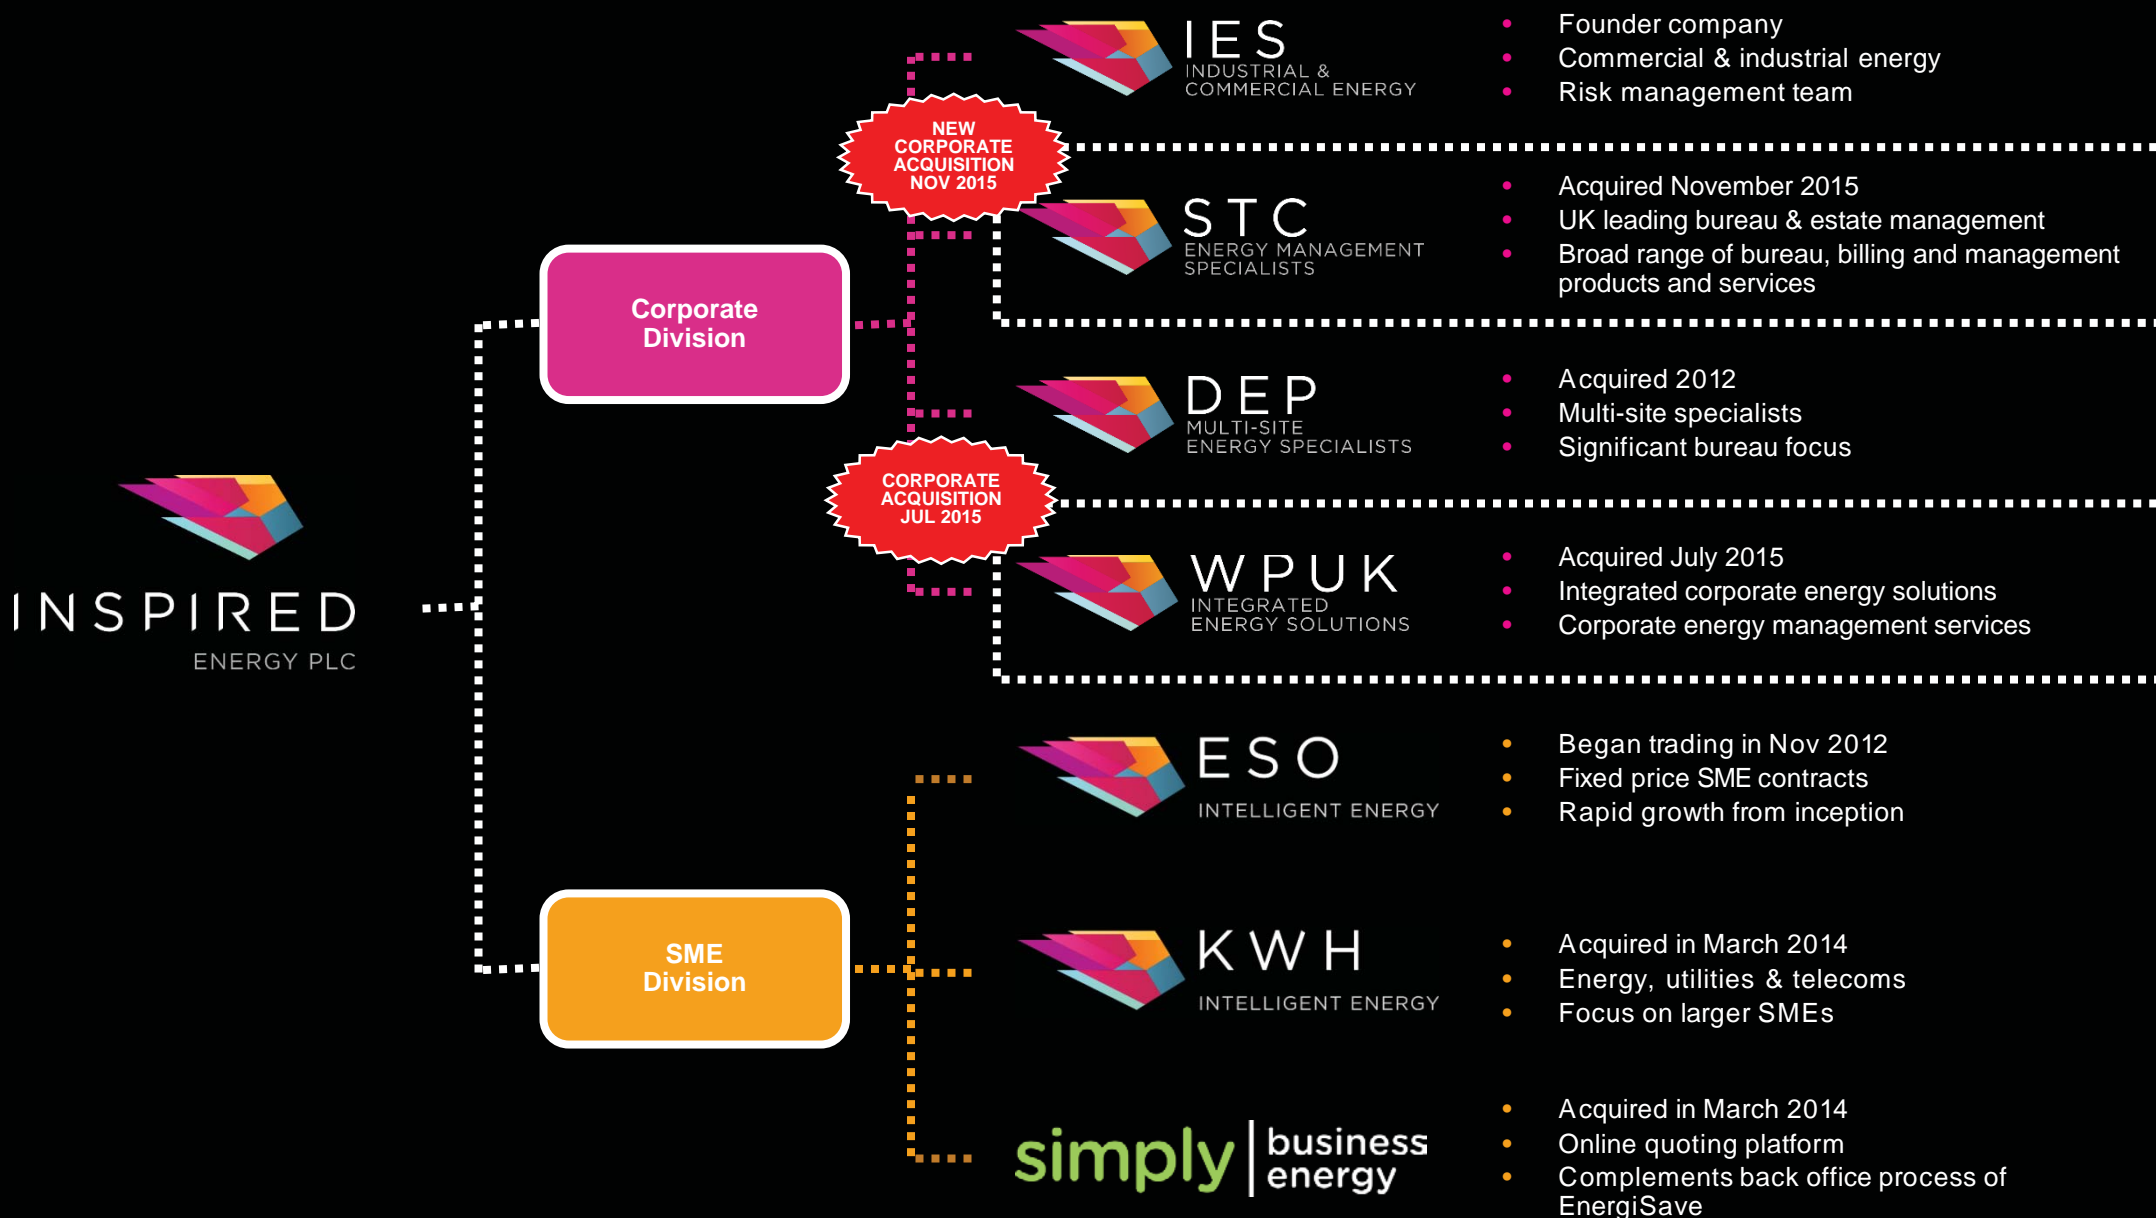 INSPIRED
ENERGY PLC
Corporate
Division
SME
Division
NEW
CORPORATE
ACQUISITION
NOV 2015
CORPORATE
ACQUISITION
JUL 2015
IES
INDUSTRIAL &
COMMERCIAL ENERGY
• Founder company
• Commercial & industrial energy
• Risk management team
STC
ENERGY MANAGEMENT
SPECIALISTS
• Acquired November 2015
• UK leading bureau & estate management
• Broad range of bureau, billing and management
products and services
DEP
MULTI-SITE
ENERGY SPECIALISTS
• Acquired 2012
• Multi-site specialists
• Significant bureau focus
WPUK
INTEGRATED
ENERGY SOLUTIONS
• Acquired July 2015
• Integrated corporate energy solutions
• Corporate energy management services
ESO
INTELLIGENT ENERGY
• Began trading in Nov 2012
• Fixed price SME contracts
• Rapid growth from inception
KWH
INTELLIGENT ENERGY
• Acquired in March 2014
• Energy, utilities & telecoms
• Focus on larger SMEs
simply business
energy
• Acquired in March 2014
• Online quoting platform
• Complements back office process of
EnergiSave